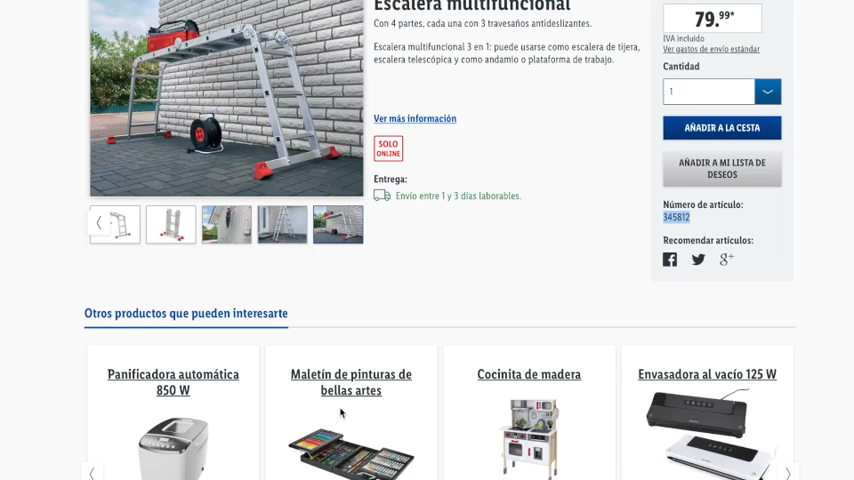 Escalera multifuncional
Con 4 partes, cada una con 3 travesaños antideslizantes.
Escalera multifuncional 3 en 1: puede usarse como escalera de tijera,
escalera telescópica y como andamio o plataforma de trabajo.
Ver más información
SOLO
ONLINE
Entrega:
Envío entre 1 y 3 días laborables.
79.99*
IVA incluido
Ver gastos de envío estándar
Cantidad
1
AÑADIR A LA CESTA
AÑADIR A MI LISTA DE
DESEOS
Número de artículo:
345812
Recomendar artículos:
g+
Otros productos que pueden interesarte
Panificadora automática
850 W
Maletín de pinturas de
bellas artes
Cocinita de madera
Envasadora al vacío 125 W